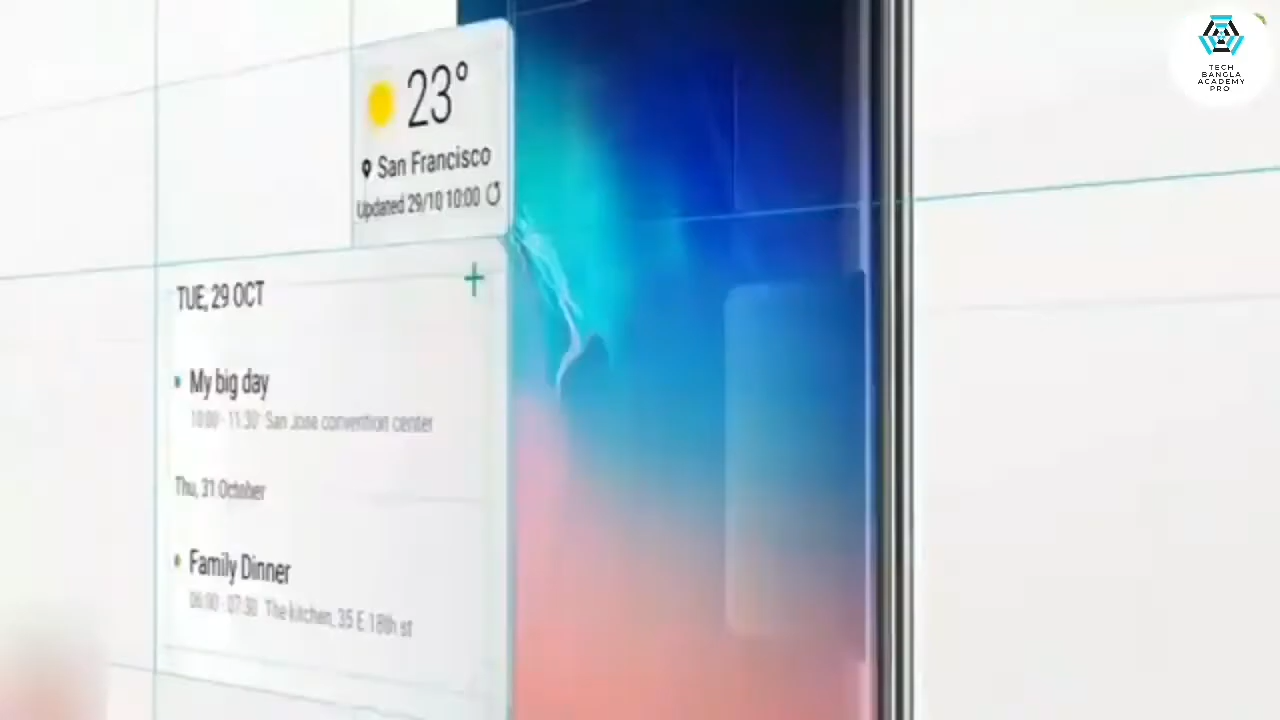 23°
San Francisco
Updated 29/10 10:00
TUE, 29 OCT
+
My big day
10:00 - 11:30 San Jose convention center
Thu, 31 October
Family Dinner
06:00 - 07:30 The kitchen, 35 E 18th st
TECH
BANGLA
ACADEMY
PRO